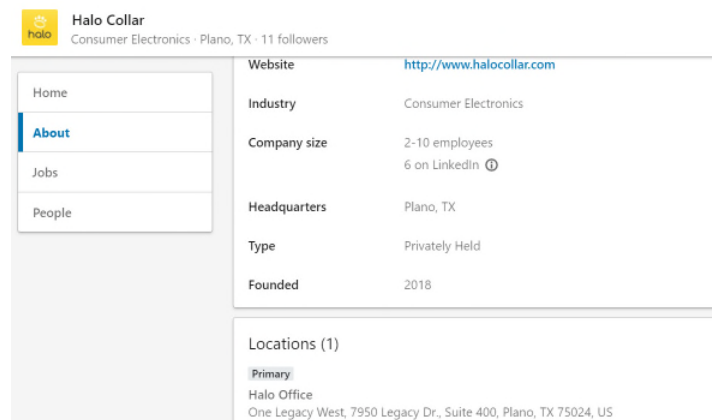 halo
Halo Collar
Consumer Electronics · Plano, TX · 11 followers
Home
About
Jobs
People
Website http://www.halocollar.com
Industry Consumer Electronics
Company size 2-10 employees
6 on LinkedIn
Headquarters Plano, TX
Type Privately Held
Founded 2018
Locations (1)
Primary
Halo Office
One Legacy West, 7950 Legacy Dr., Suite 400, Plano, TX 75024, US